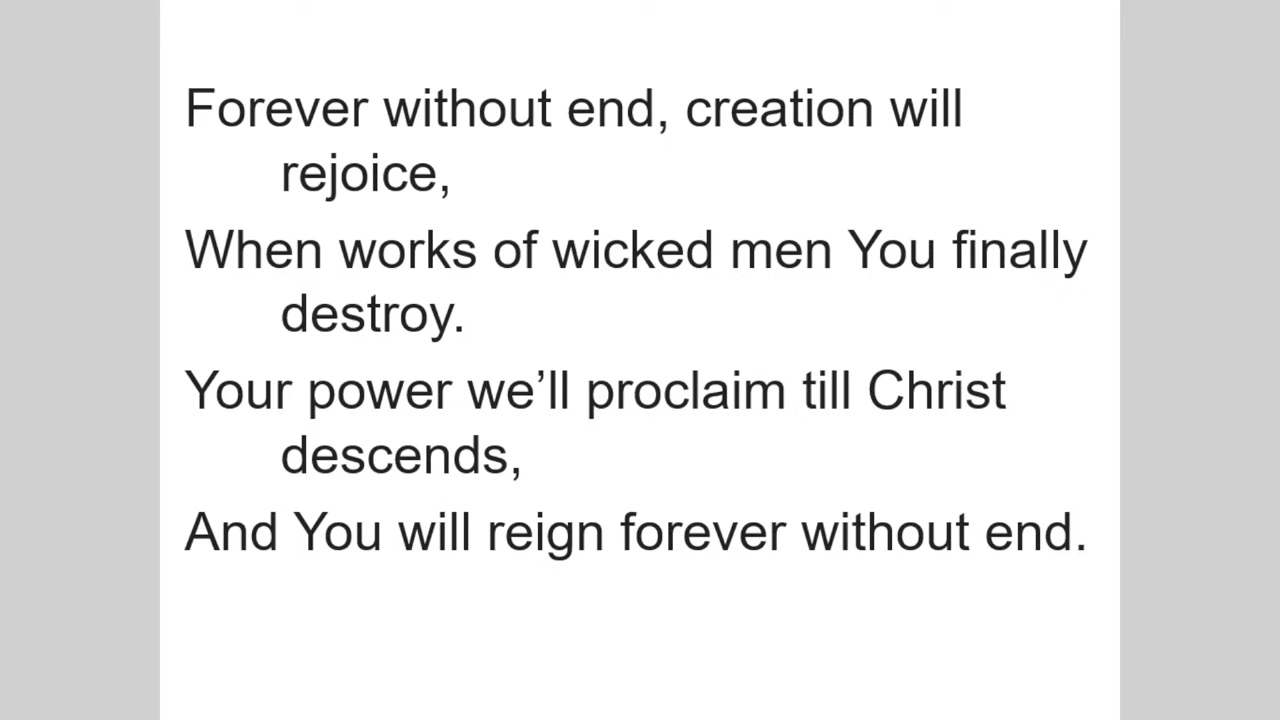 Forever without end, creation will
rejoice,
When works of wicked men You finally
destroy.
Your power we’ll proclaim till Christ
descends,
And You will reign forever without end.